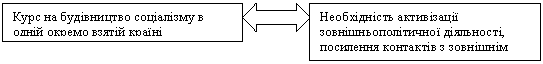 Курс на будівництво соціалізму в
одній окремо взятій країні
Необхідність активізації
зовнішньополітичної діяльності,
посилення контактів з зовнішнім